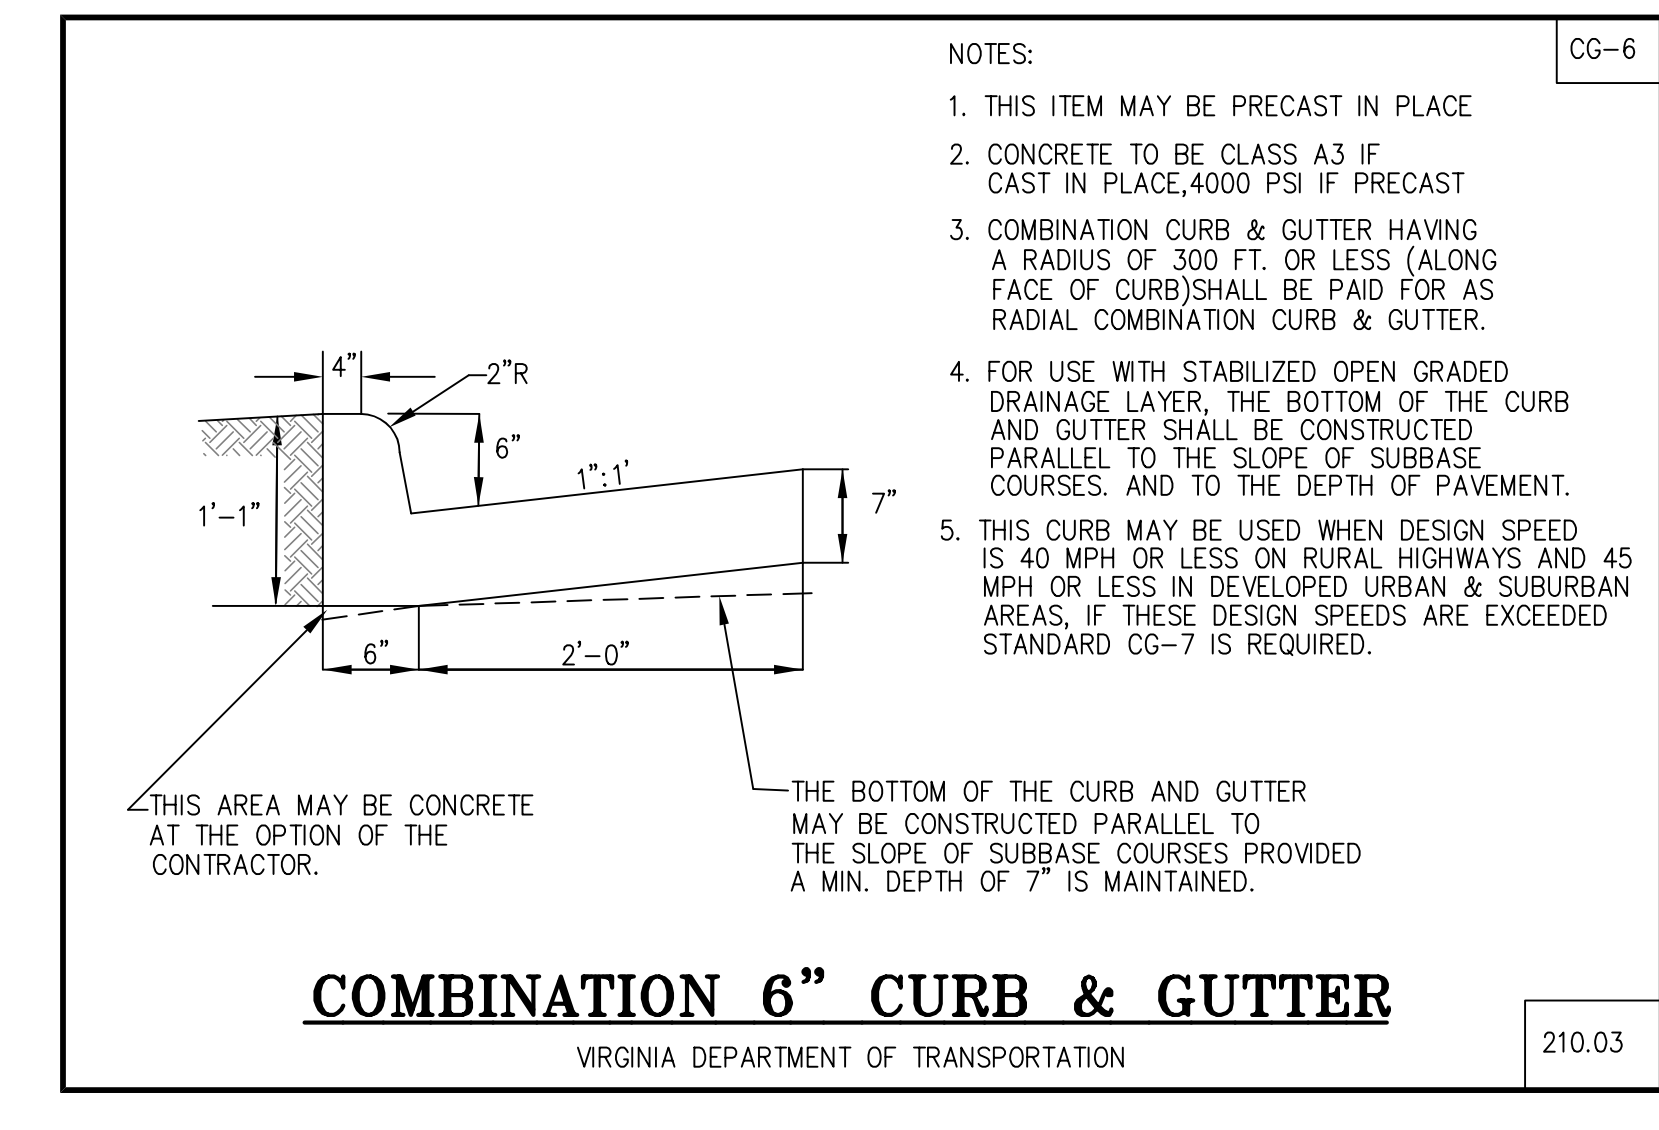 CG-6
NOTES:
1. THIS ITEM MAY BE PRECAST IN PLACE
2. CONCRETE TO BE CLASS A3 IF
CAST IN PLACE,4000 PSI IF PRECAST
3. COMBINATION CURB & GUTTER HAVING
A RADIUS OF 300 FT. OR LESS (ALONG
FACE OF CURB)SHALL BE PAID FOR AS
RADIAL COMBINATION CURB & GUTTER.
4. FOR USE WITH STABILIZED OPEN GRADED
DRAINAGE LAYER, THE BOTTOM OF THE CURB
AND GUTTER SHALL BE CONSTRUCTED
PARALLEL TO THE SLOPE OF SUBBASE
COURSES. AND TO THE DEPTH OF PAVEMENT.
5. THIS CURB MAY BE USED WHEN DESIGN SPEED
IS 40 MPH OR LESS ON RURAL HIGHWAYS AND 45
MPH OR LESS IN DEVELOPED URBAN & SUBURBAN
AREAS, IF THESE DESIGN SPEEDS ARE EXCEEDED
STANDARD CG-7 IS REQUIRED.
4"
2"R
6"
1":1'
7"
1'-1"
6"
2'-0"
THIS AREA MAY BE CONCRETE
AT THE OPTION OF THE
CONTRACTOR.
THE BOTTOM OF THE CURB AND GUTTER
MAY BE CONSTRUCTED PARALLEL TO
THE SLOPE OF SUBBASE COURSES PROVIDED
A MIN. DEPTH OF 7" IS MAINTAINED.
COMBINATION 6" CURB & GUTTER
VIRGINIA DEPARTMENT OF TRANSPORTATION
210.03